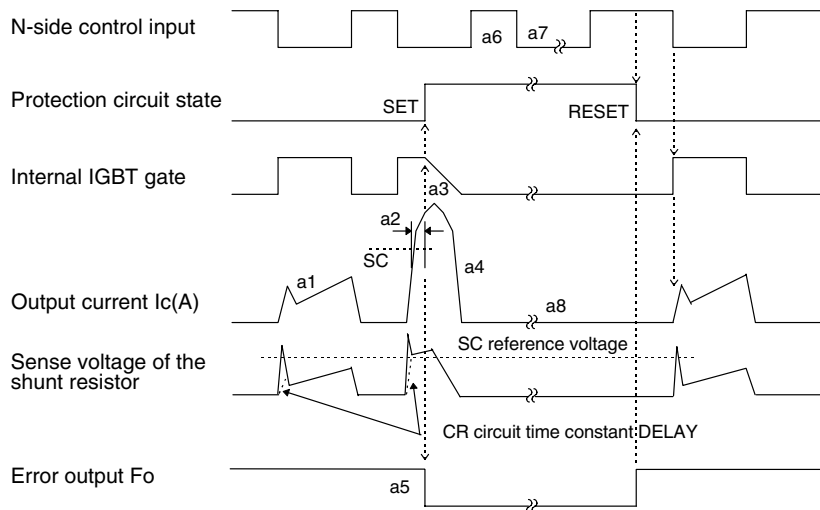 N-side control input
a6
a7
Protection circuit state
SET
RESET
Internal IGBT gate
a3
a2
SC
a4
a1
Output current Ic(A)
a8
SC reference voltage
Sense voltage of the
shunt resistor
CR circuit time constant DELAY
Error output Fo
a5